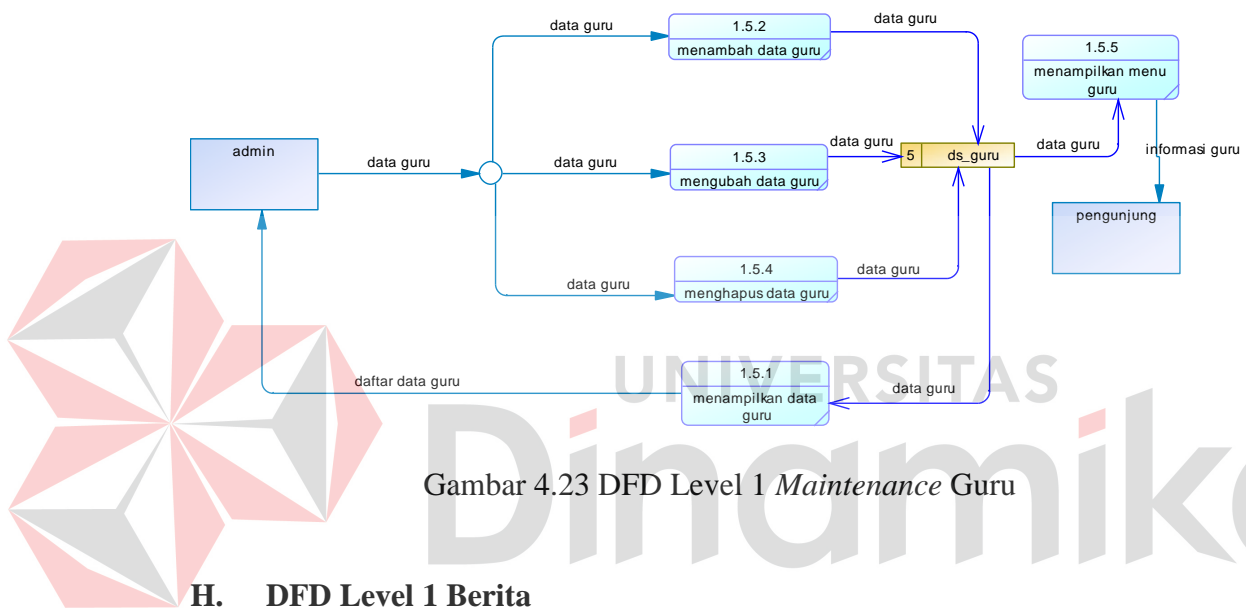 data guru
1.5.2
menambah data guru
data guru
1.5.5
menampilkan menu
guru
admin
data guru
data guru
1.5.3
mengubah data guru
data guru
5 ds_guru
data guru
informasi guru
pengunjung
data guru
1.5.4
menghapus data guru
data guru
daftar data guru
1.5.1
menampilkan data
guru
data guru
UNIVERSITAS
Dinamika
Gambar 4.23 DFD Level 1 Maintenance Guru
H. DFD Level 1 Berita